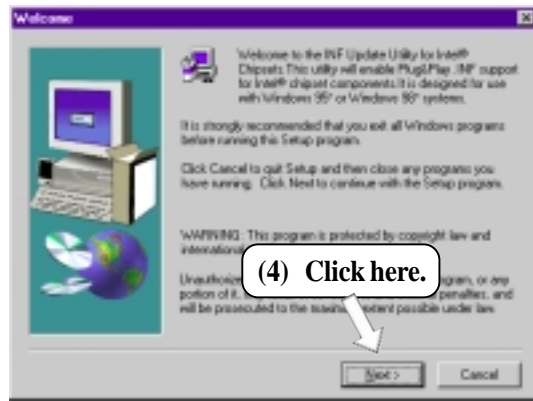 Welcome
Welcome to the INF Update Utility for Intel®
Chipsets. This utility will enable Plug&Play .INF support
for Intel® chipset components. It is designed for use
with Windows 95* or Windows 98* systems.
It is strongly recommended that you exit all Windows programs
before running this Setup program.
Click Cancel to quit Setup and then close any programs you
have running. Click Next to continue with the Setup program.
WARNING: This program is protected by copyright law and
international
(4) Click here.
gram, or any
portion of it, penalties, and
will be prosecuted to the maximum extent possible under law.
Next >
Cancel